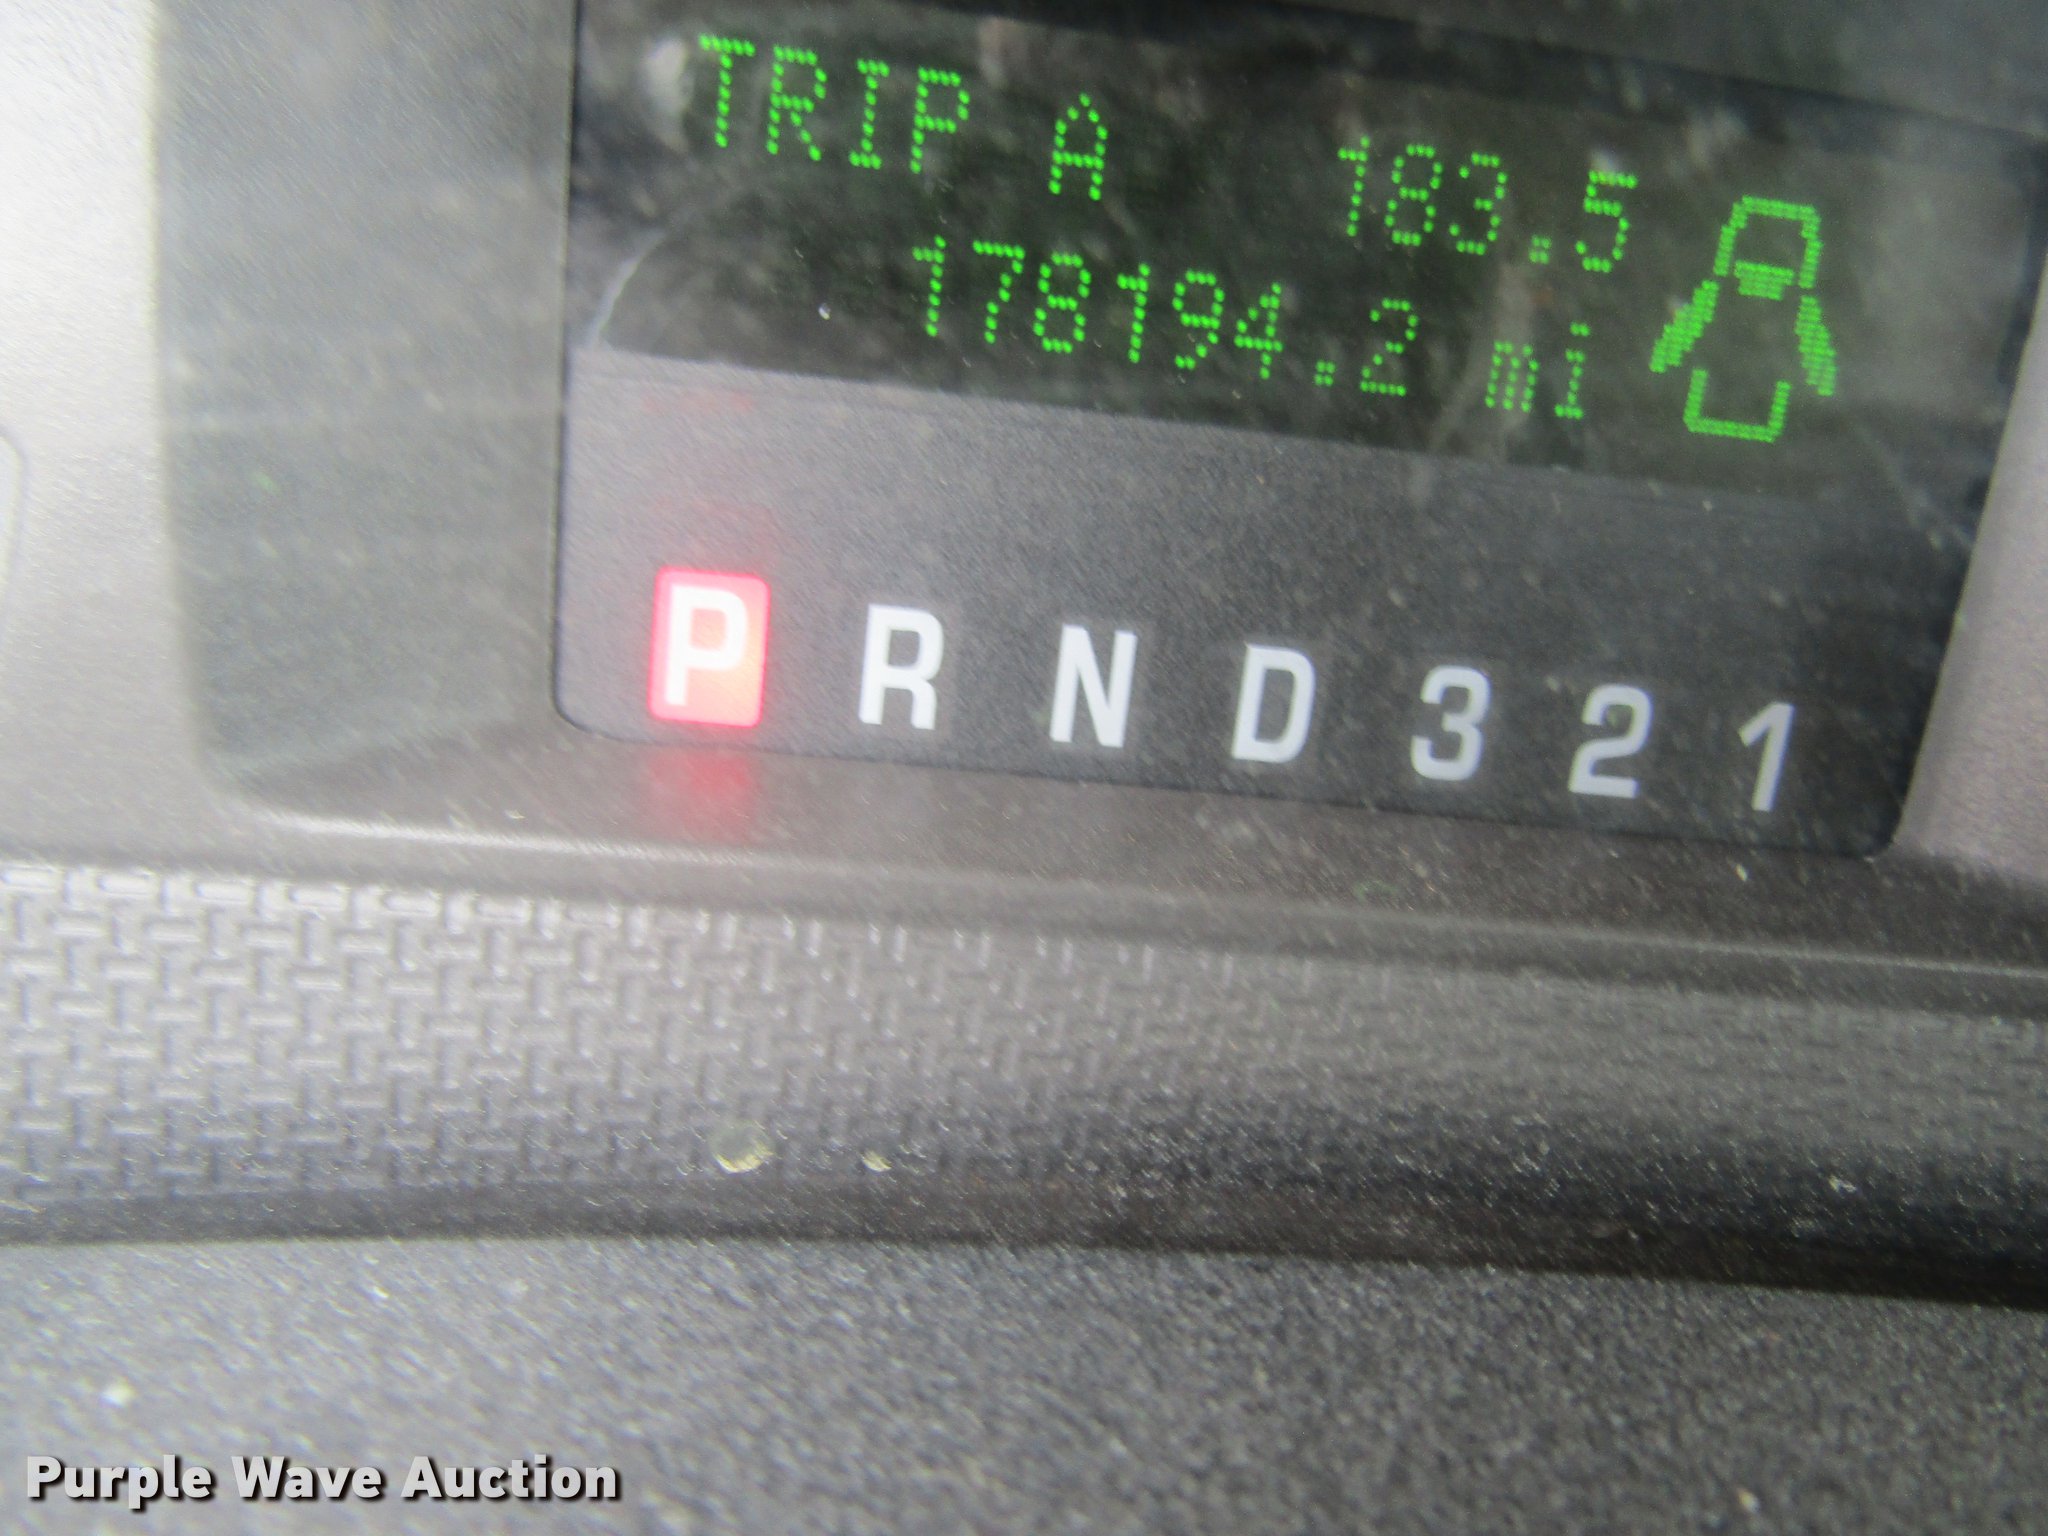 TRIP A 183.5
178194.2 mi
P R N D 3 2 1
Purple Wave Auction